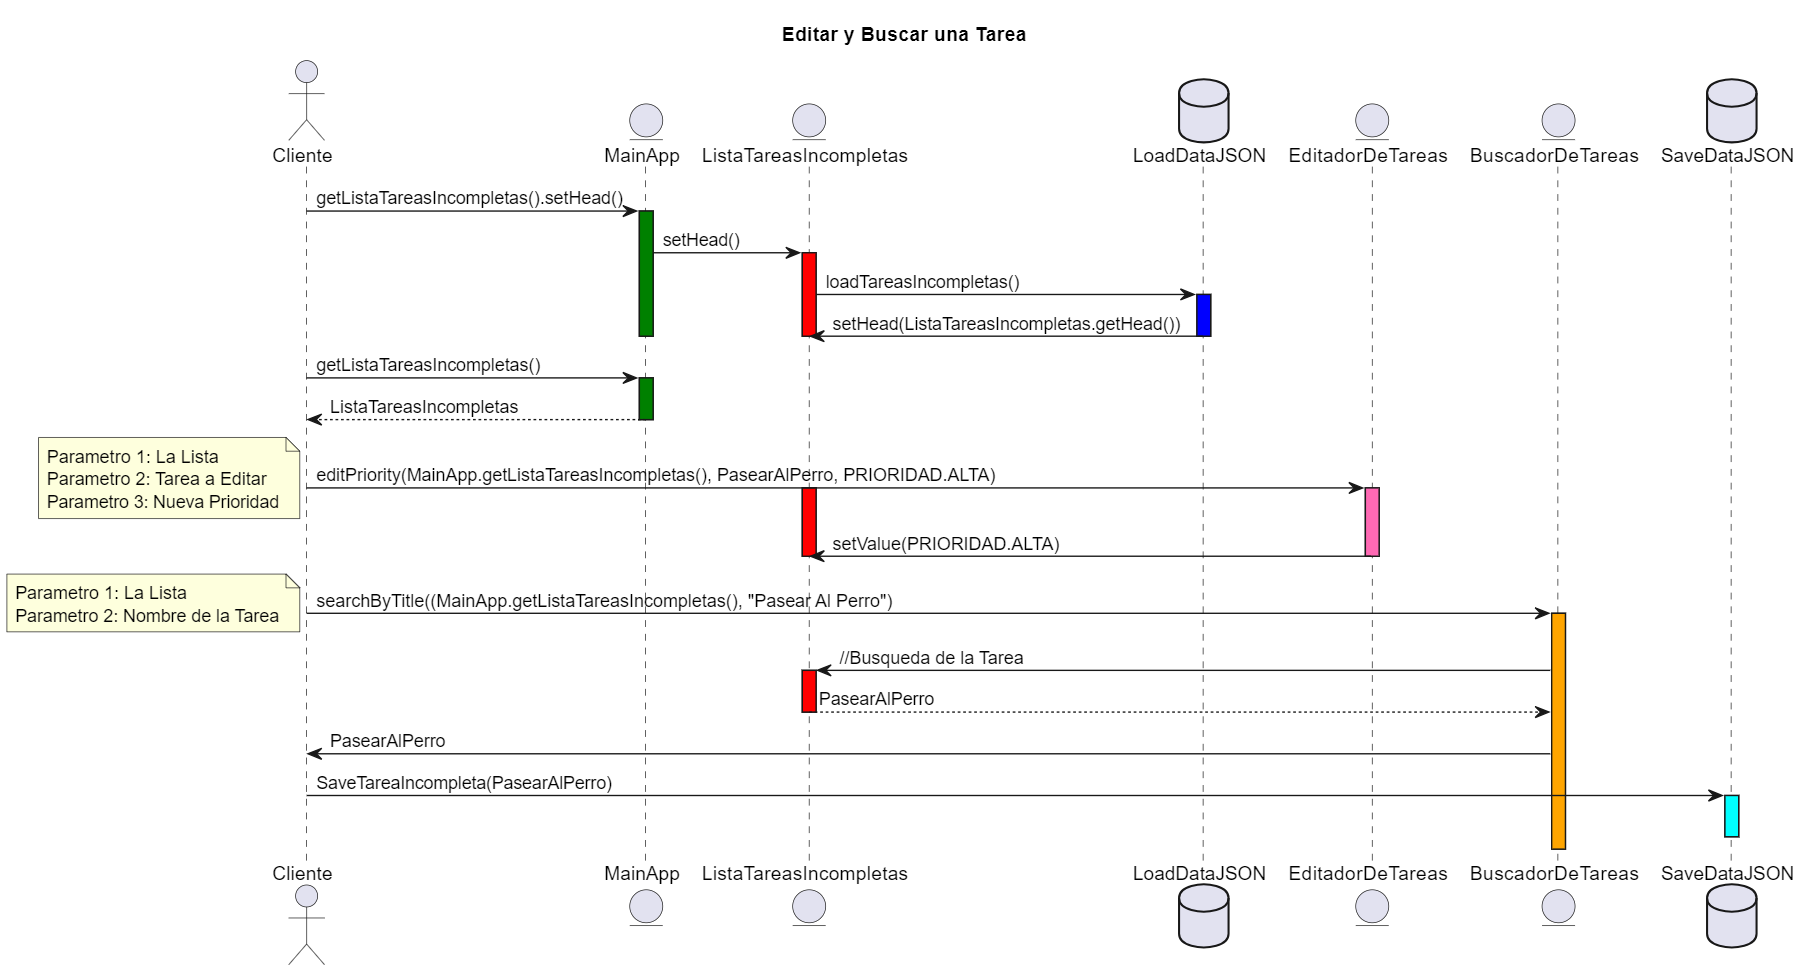 Editar y Buscar una Tarea
Cliente
MainApp
ListaTareasIncompletas
LoadDataJSON
EditadorDeTareas
BuscadorDeTareas
SaveDataJSON
getListaTareasIncompletas().setHead()
setHead()
loadTareasIncompletas()
setHead(ListaTareasIncompletas.getHead())
getListaTareasIncompletas()
ListaTareasIncompletas
Parametro 1: La Lista
Parametro 2: Tarea a Editar
Parametro 3: Nueva Prioridad
editPriority(MainApp.getListaTareasIncompletas(), PasearAlPerro, PRIORIDAD.ALTA)
setValue(PRIORIDAD.ALTA)
Parametro 1: La Lista
Parametro 2: Nombre de la Tarea
searchByTitle((MainApp.getListaTareasIncompletas(), "Pasear Al Perro")
//Busqueda de la Tarea
PasearAlPerro
PasearAlPerro
SaveTareaIncompleta(PasearAlPerro)
Cliente
MainApp
ListaTareasIncompletas
LoadDataJSON
EditadorDeTareas
BuscadorDeTareas
SaveDataJSON